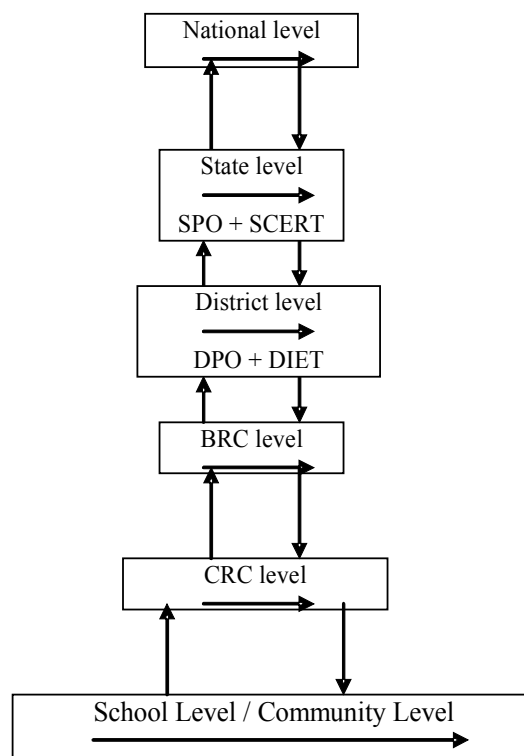 National level
State level
SPO + SCERT
District level
DPO + DIET
BRC level
CRC level
School Level / Community Level